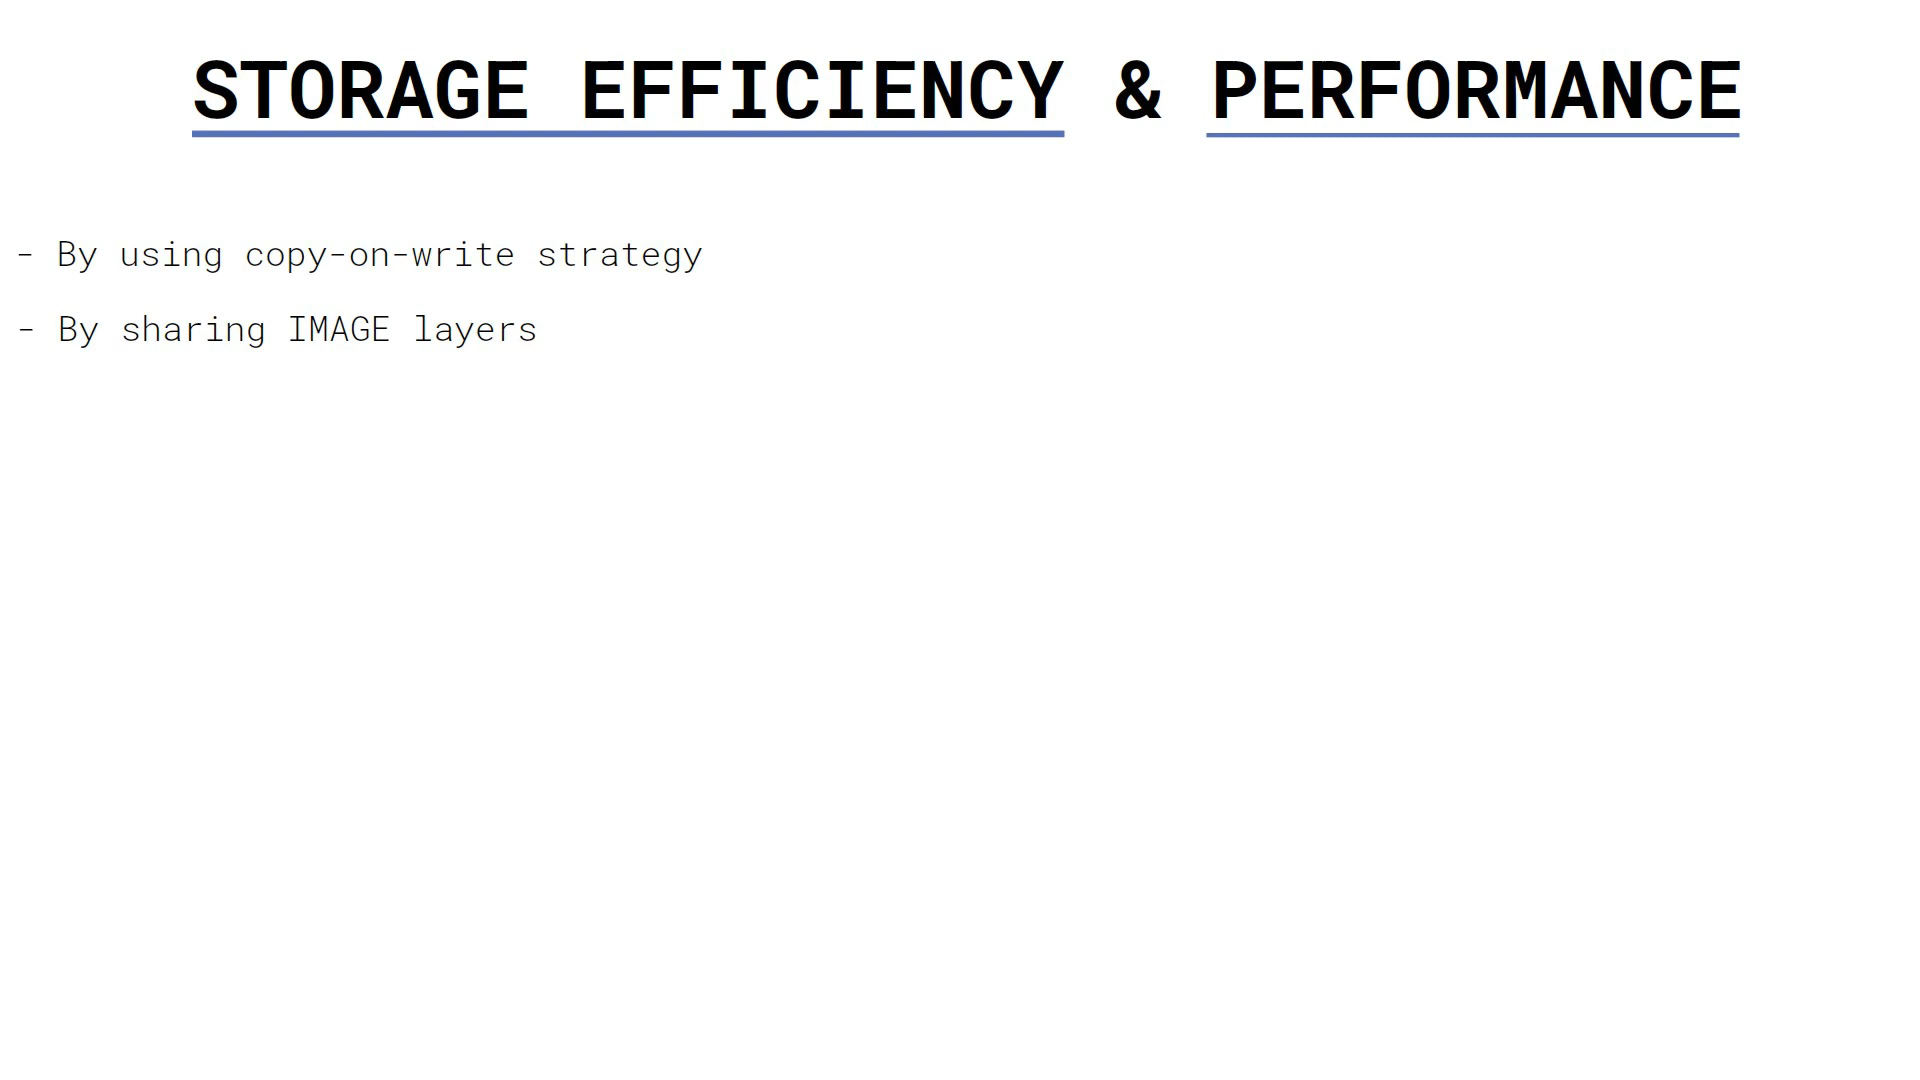 STORAGE EFFICIENCY & PERFORMANCE
- By using copy-on-write strategy
- By sharing IMAGE layers